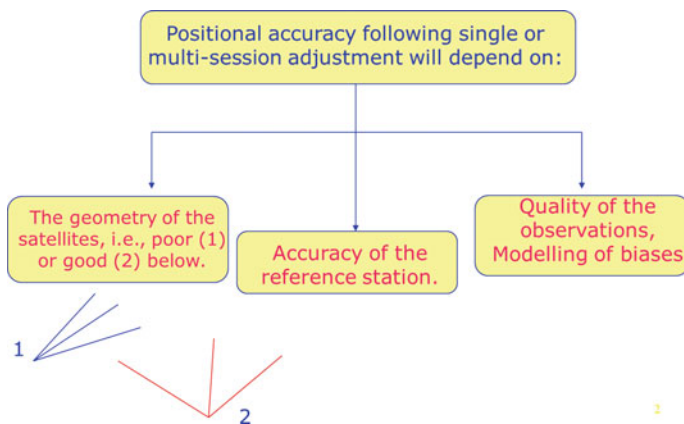 Positional accuracy following single or
multi-session adjustment will depend on:
The geometry of the
satellites, i.e., poor (1)
or good (2) below.
Accuracy of the
reference station.
Quality of the
observations,
Modelling of biases
1
2
2